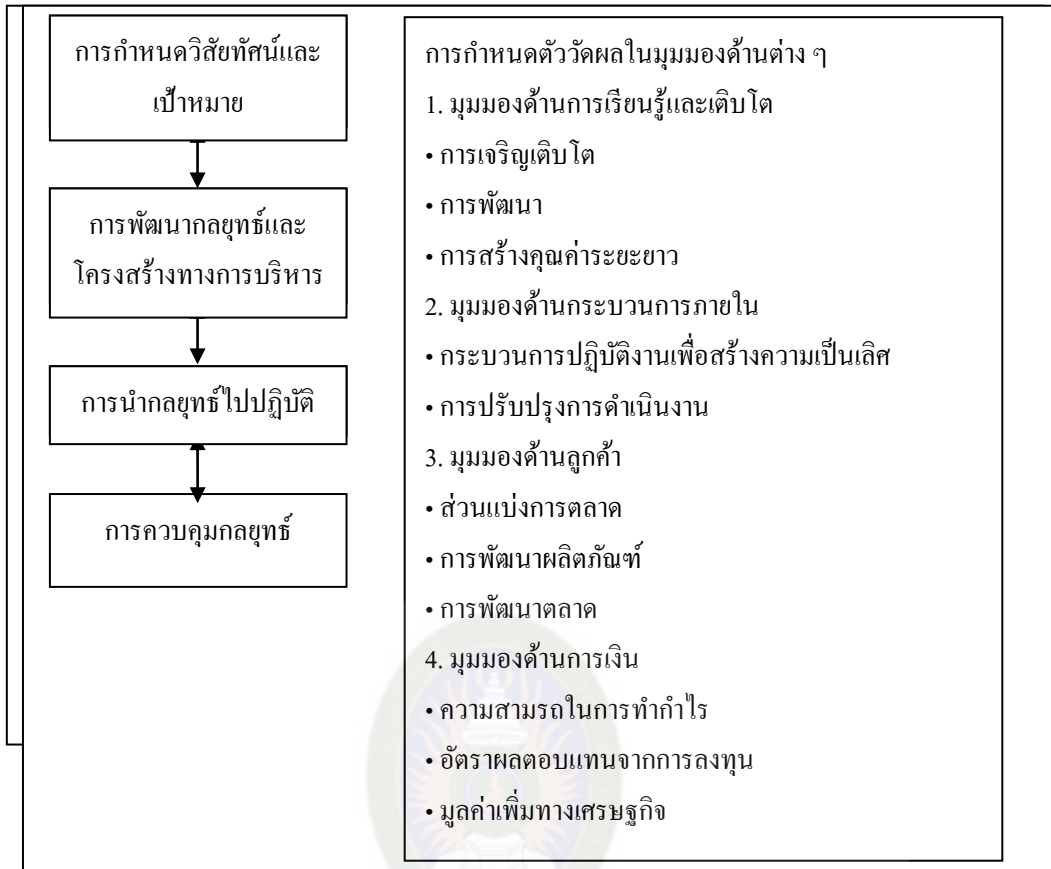 การกำหนดวิสัยทัศน์และ
เป้าหมาย
การพัฒนากลยุทธ์และ
โครงสร้างทางการบริหาร
การนำกลยุทธ์ไปปฏิบัติ
การควบคุมกลยุทธ์
การกำหนดตัววัดผลในมุมมองด้านต่าง ๆ
1. มุมมองด้านการเรียนรู้และเติบโต
• การเจริญเติบโต
• การพัฒนา
• การสร้างคุณค่าระยะยาว
2. มุมมองด้านกระบวนการภายใน
• กระบวนการปฏิบัติงานเพื่อสร้างความเป็นเลิศ
• การปรับปรุงการดำเนินงาน
3. มุมมองด้านลูกค้า
• ส่วนแบ่งการตลาด
• การพัฒนาผลิตภัณฑ์
• การพัฒนาตลาด
4. มุมมองด้านการเงิน
• ความสามรถในการทำกำไร
• อัตราผลตอบแทนจากการลงทุน
• มูลค่าเพิ่มทางเศรษฐกิจ